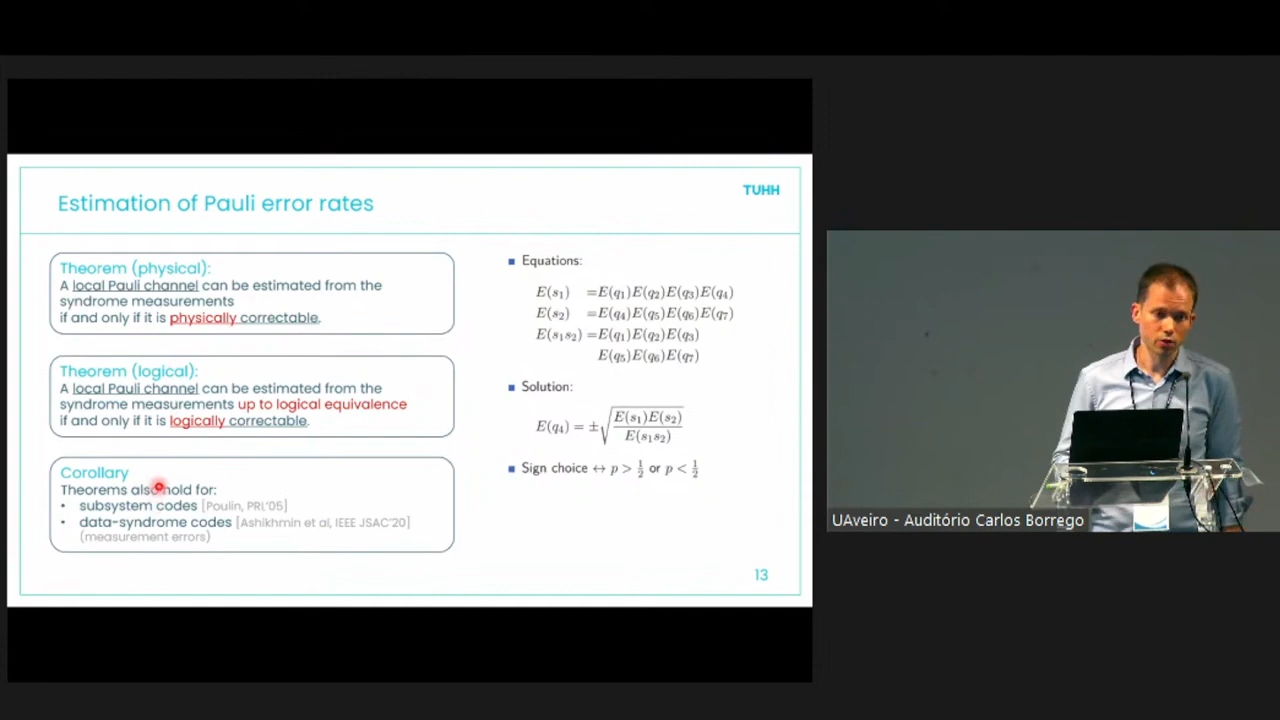 Estimation of Pauli error rates
TUHH
Theorem (physical):
A local Pauli channel can be estimated from the
syndrome measurements
if and only if it is physically correctable.
Theorem (logical):
A local Pauli channel can be estimated from the
syndrome measurements up to logical equivalence
if and only if it is logically correctable.
Corollary
Theorems also hold for:
• subsystem codes [Poulin, PRL'05]
• data-syndrome codes [Ashikhmin et al, IEEE JSAC'20]
(measurement errors)
Equations:
E(s₁) =E(q₁)E(q₂)E(q₃)E(q₄)
E(s₂) =E(q₄)E(q₅)E(q₆)E(q₇)
E(s₁s₂) =E(q₁)E(q₂)E(q₃)
E(q₅)E(q₆)E(q₇)
Solution:
E(q₄) = ±√(E(s₁)E(s₂)/E(s₁s₂))
Sign choice ↔ p > 1/2 or p < 1/2
13
UAveiro - Auditório Carlos Borrego